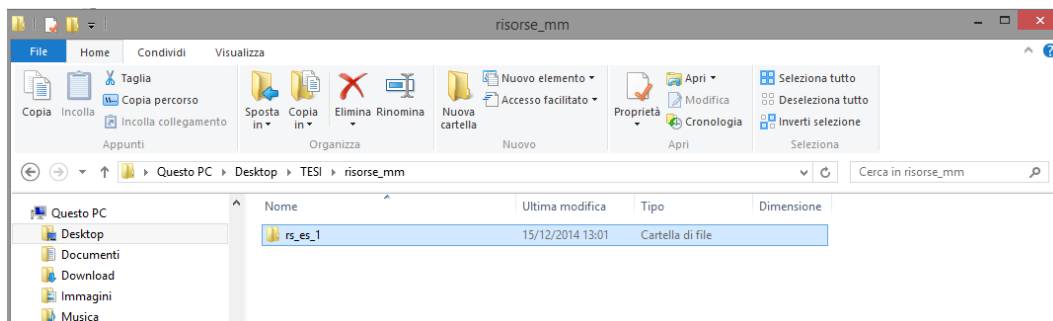 risorse_mm
File Home Condividi Visualizza
Copia Incolla Taglia Copia percorso Incolla collegamento
Appunti
Sposta in Copia in Elimina Rinomina
Organizza
Nuova cartella Nuovo elemento Accesso facilitato
Nuovo
Proprietà Apri Modifica Cronologia
Apri
Seleziona tutto Deseleziona tutto Inverti selezione
Seleziona
Questo PC Desktop TESI risorse_mm Cerca in risorse_mm
Nome Ultima modifica Tipo Dimensione
rs_es_1 15/12/2014 13:01 Cartella di file
Questo PC
Desktop
Documenti
Download
Immagini
Musica